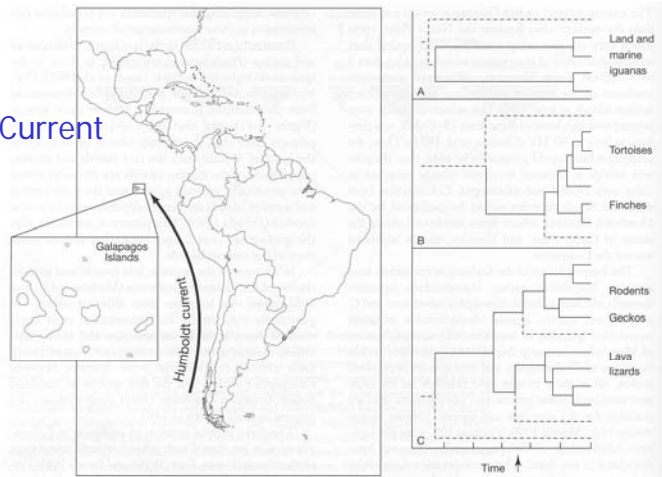 Current
Galapagos
Islands
Humboldt current
A
Land and
marine
iguanas
B
Tortoises
Finches
C
Rodents
Geckos
Lava
lizards
Time